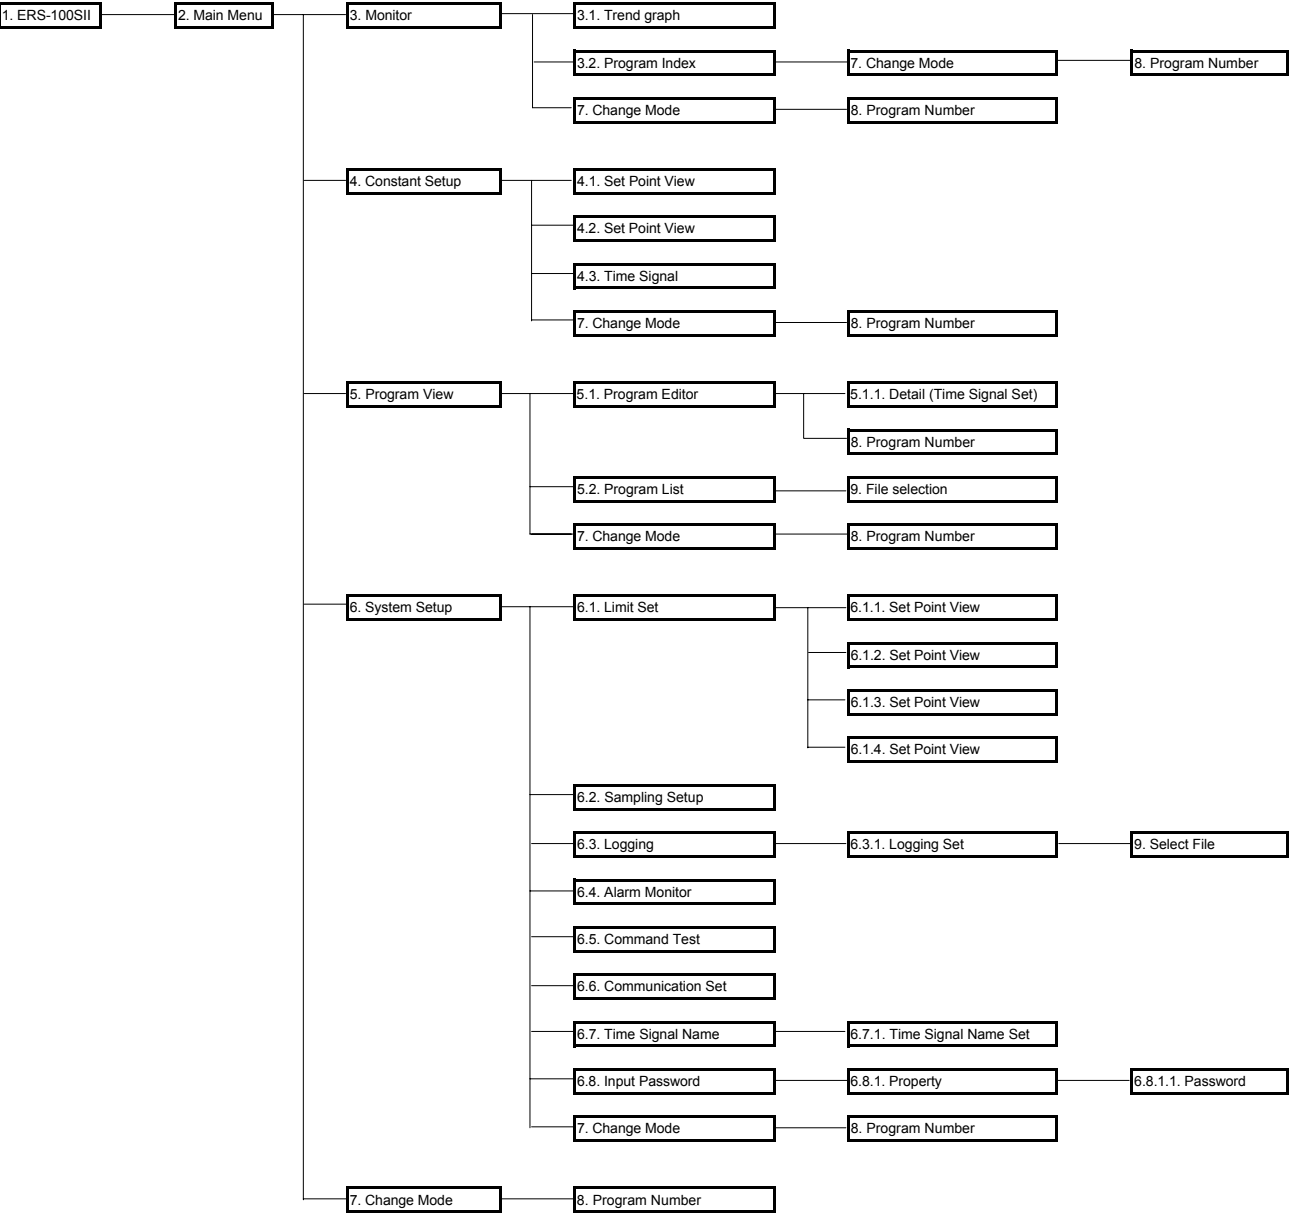 1. ERS-100SII
2. Main Menu
3. Monitor
3.1. Trend graph
3.2. Program Index
7. Change Mode
8. Program Number
7. Change Mode
8. Program Number
4. Constant Setup
4.1. Set Point View
4.2. Set Point View
4.3. Time Signal
7. Change Mode
8. Program Number
5. Program View
5.1. Program Editor
5.1.1. Detail (Time Signal Set)
8. Program Number
5.2. Program List
9. File selection
7. Change Mode
8. Program Number
6. System Setup
6.1. Limit Set
6.1.1. Set Point View
6.1.2. Set Point View
6.1.3. Set Point View
6.1.4. Set Point View
6.2. Sampling Setup
6.3. Logging
6.3.1. Logging Set
9. Select File
6.4. Alarm Monitor
6.5. Command Test
6.6. Communication Set
6.7. Time Signal Name
6.7.1. Time Signal Name Set
6.8. Input Password
6.8.1. Property
6.8.1.1. Password
7. Change Mode
8. Program Number
7. Change Mode
8. Program Number